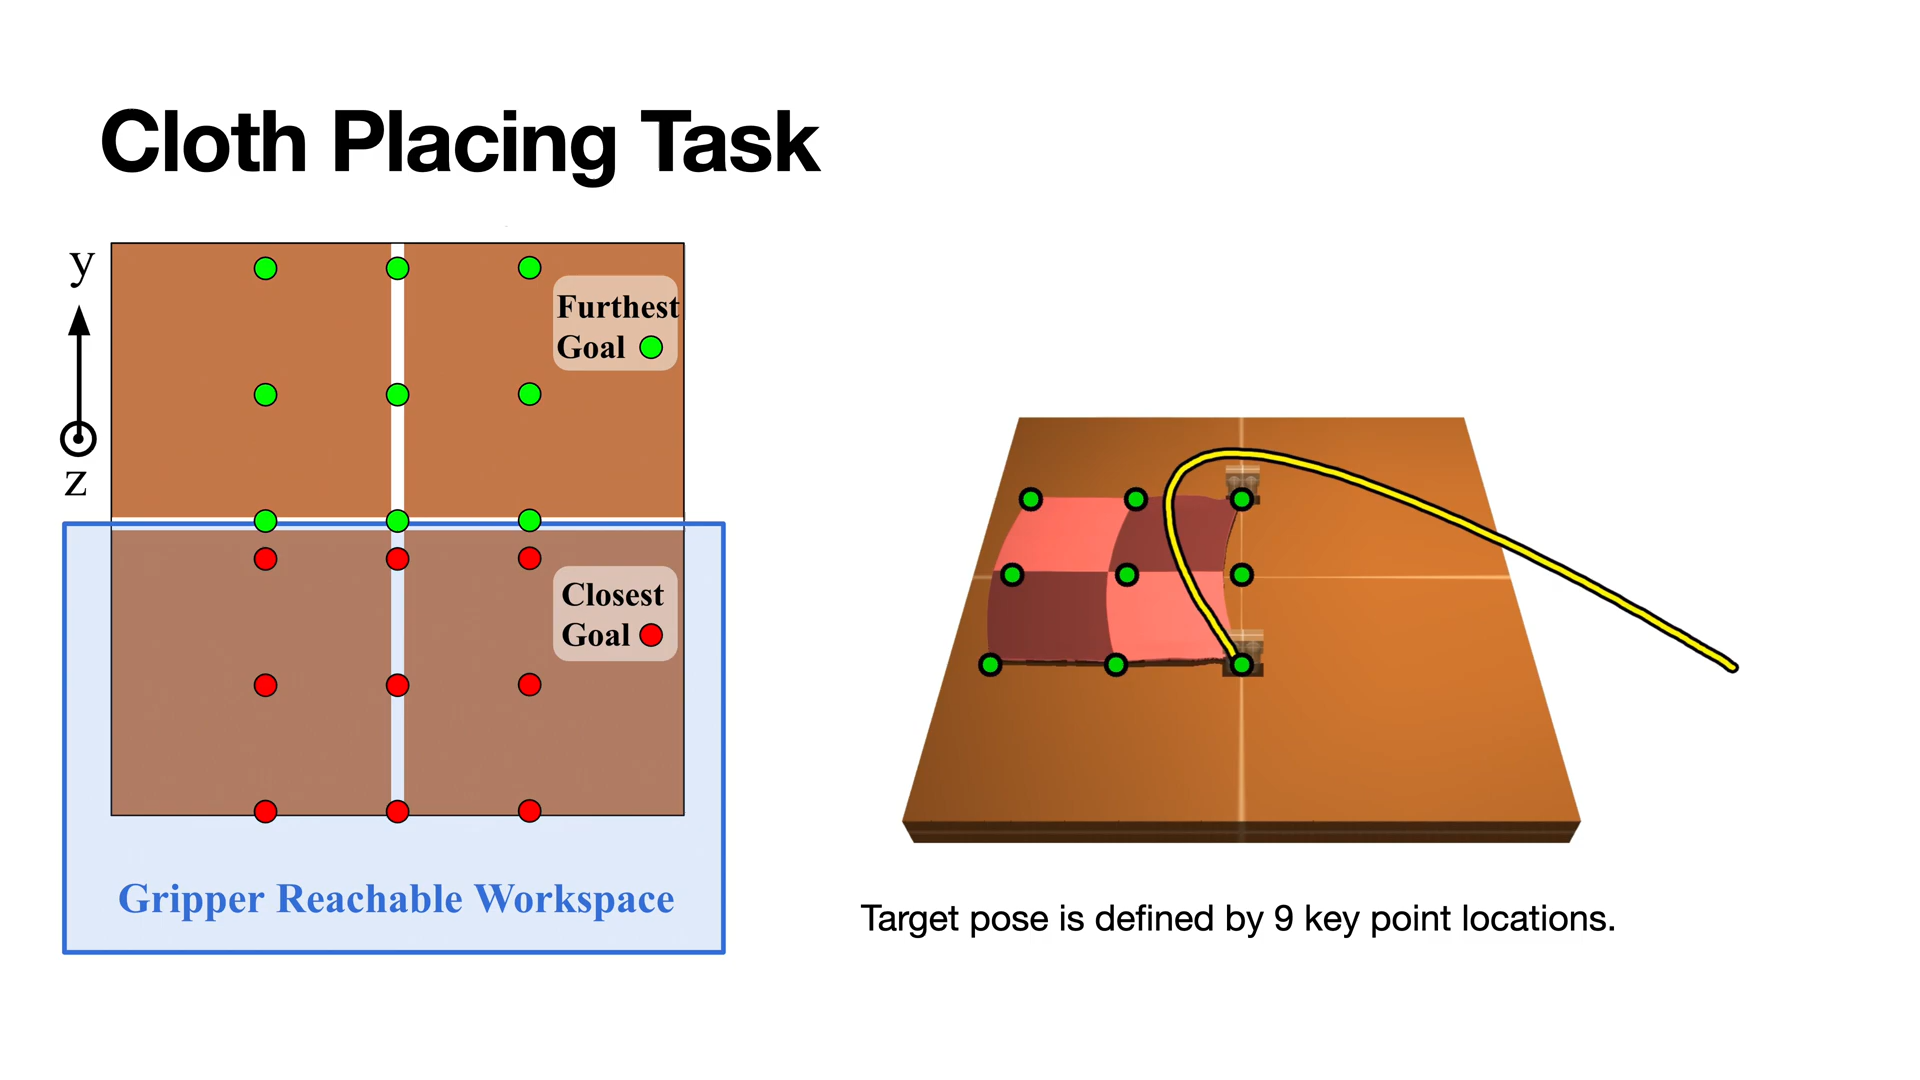 Cloth Placing Task
y
z
Furthest
Goal
Closest
Goal
Gripper Reachable Workspace
Target pose is defined by 9 key point locations.